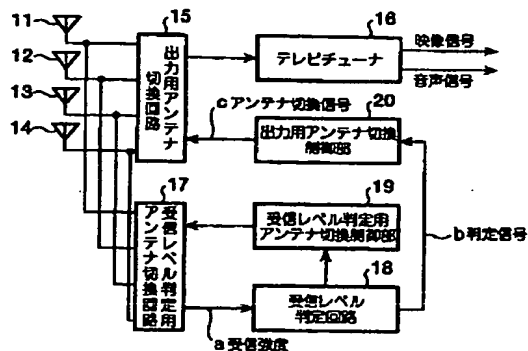 11
12
13
14
15
出力用アンテナ
切換回路
16
テレビチューナ
映像信号
音声信号
cアンテナ切換信号
20
出力用アンテナ切換
制御部
17
受信レベル判定用
アンテナ切換回路
19
受信レベル判定用
アンテナ切換制御部
b判定信号
18
受信レベル
判定回路
a受信強度